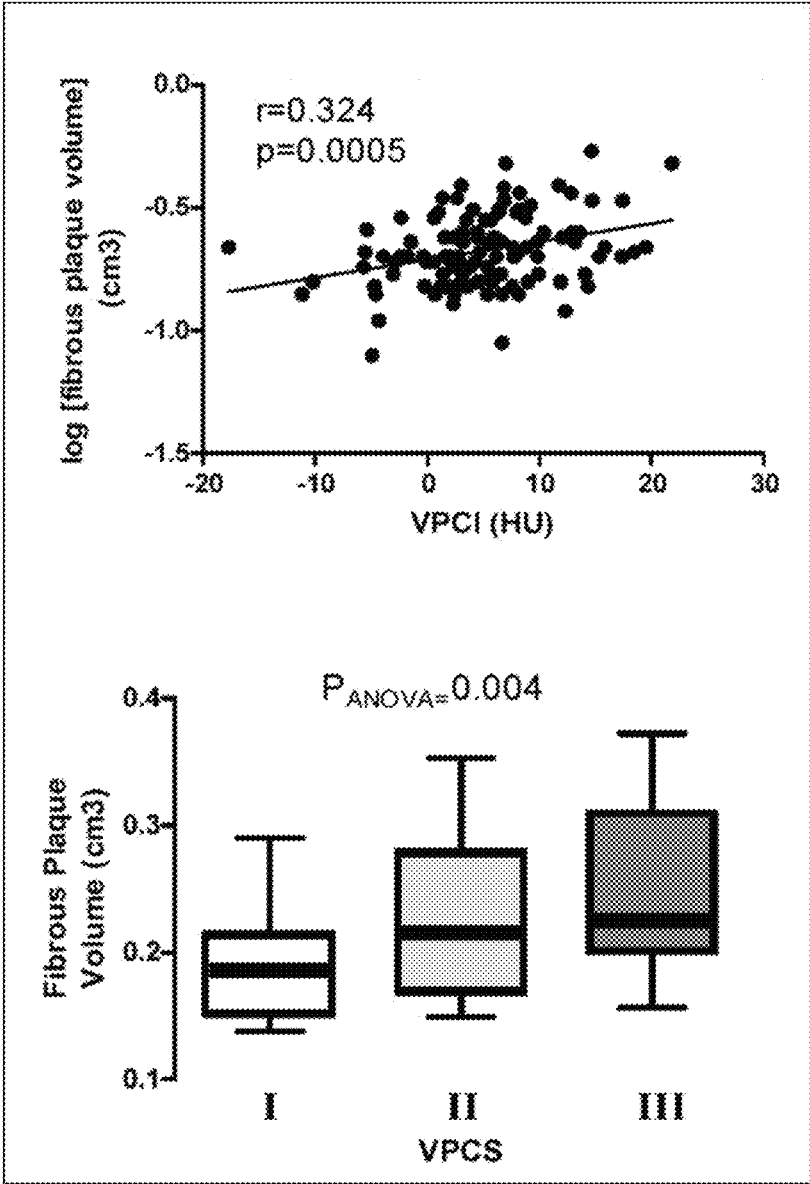 0.0
r=0.324
p=0.0005
log [fibrous plaque volume]
(cm3)
-0.5
-1.0
-1.5
-20 -10 0 10 20 30
VPCI (HU)
P ANOVA=0.004
0.4
Fibrous Plaque
Volume (cm3)
0.3
0.2
0.1
I II III
VPCS